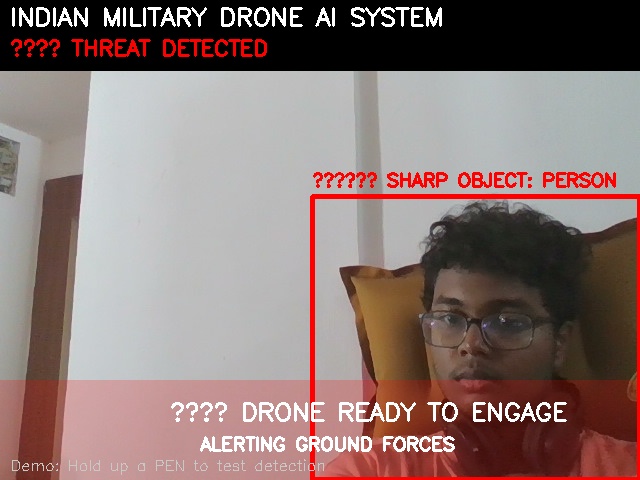 INDIAN MILITARY DRONE AI SYSTEM
???? THREAT DETECTED
?????? SHARP OBJECT: PERSON
???? DRONE READY TO ENGAGE
ALERTING GROUND FORCES
Demo: Hold up a PEN to test detection